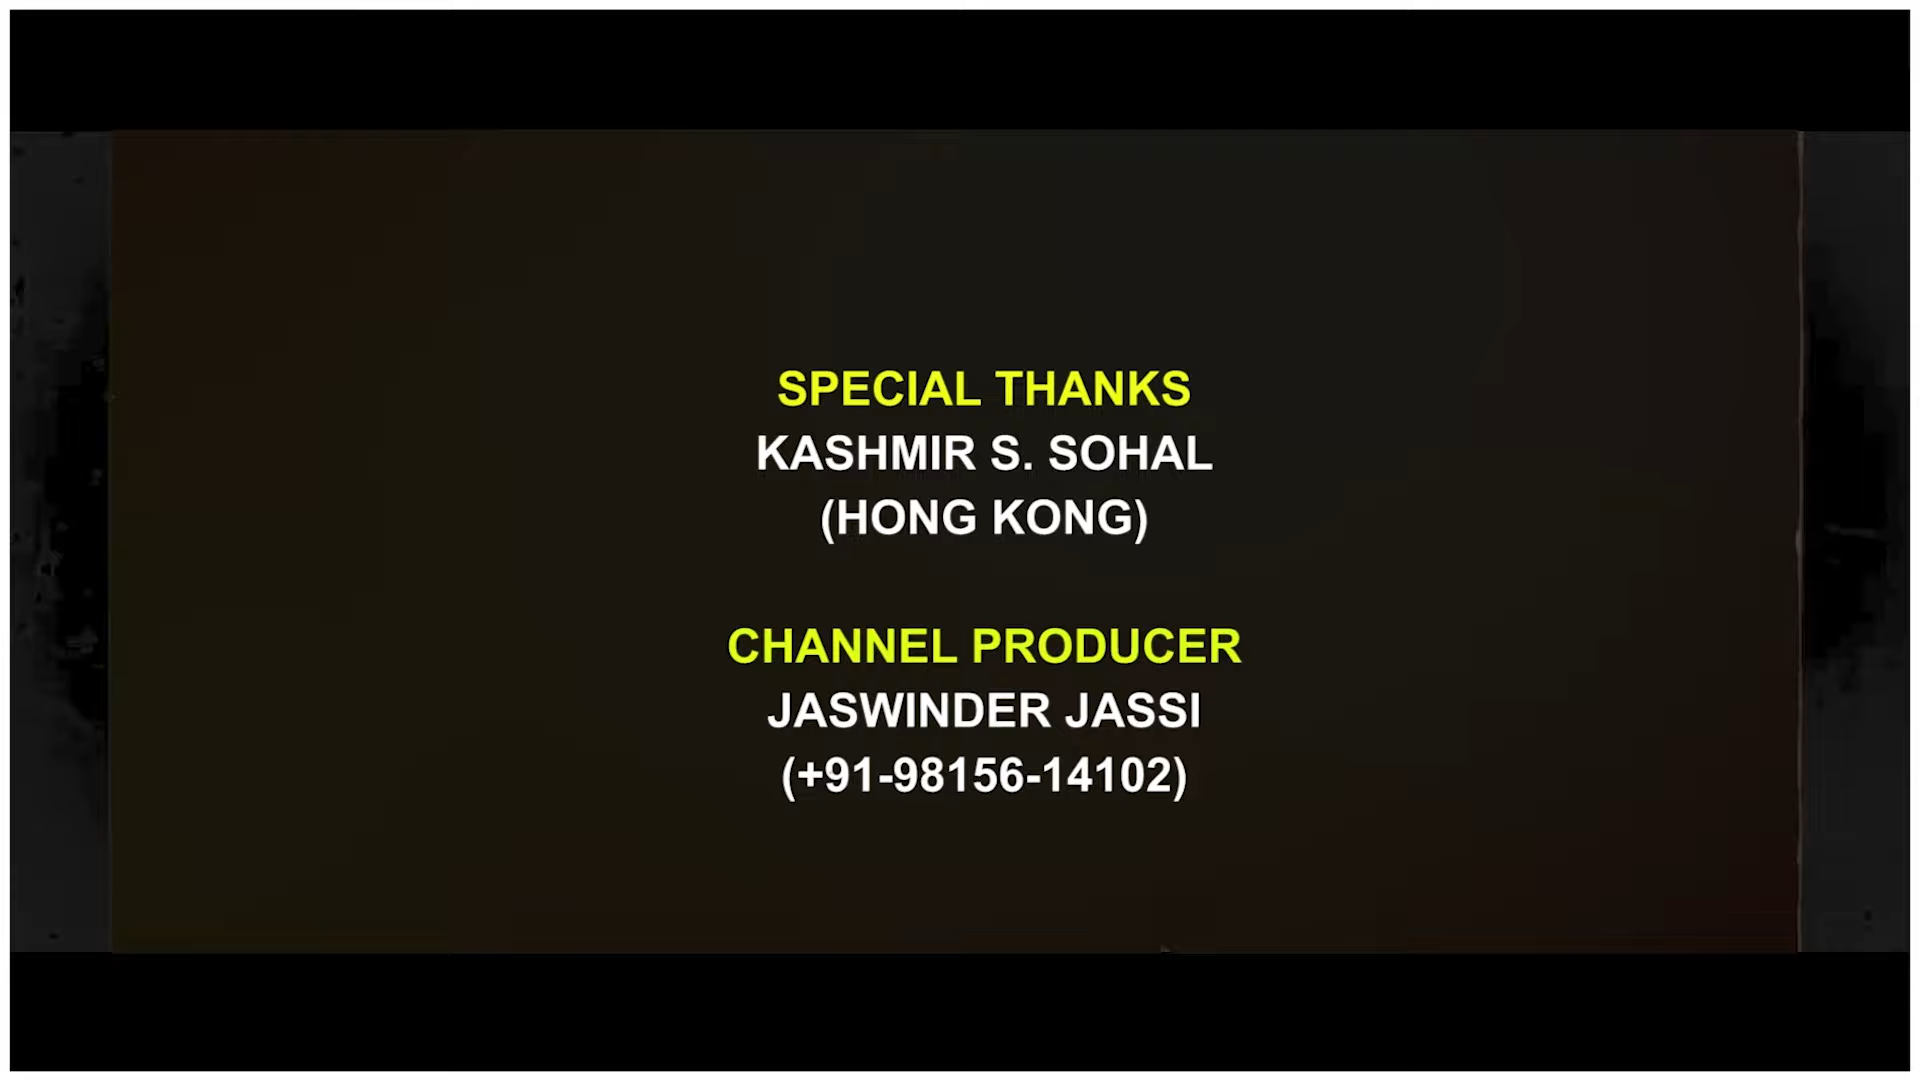 SPECIAL THANKS
KASHMIR S. SOHAL
(HONG KONG)
CHANNEL PRODUCER
JASWINDER JASSI
(+91-98156-14102)